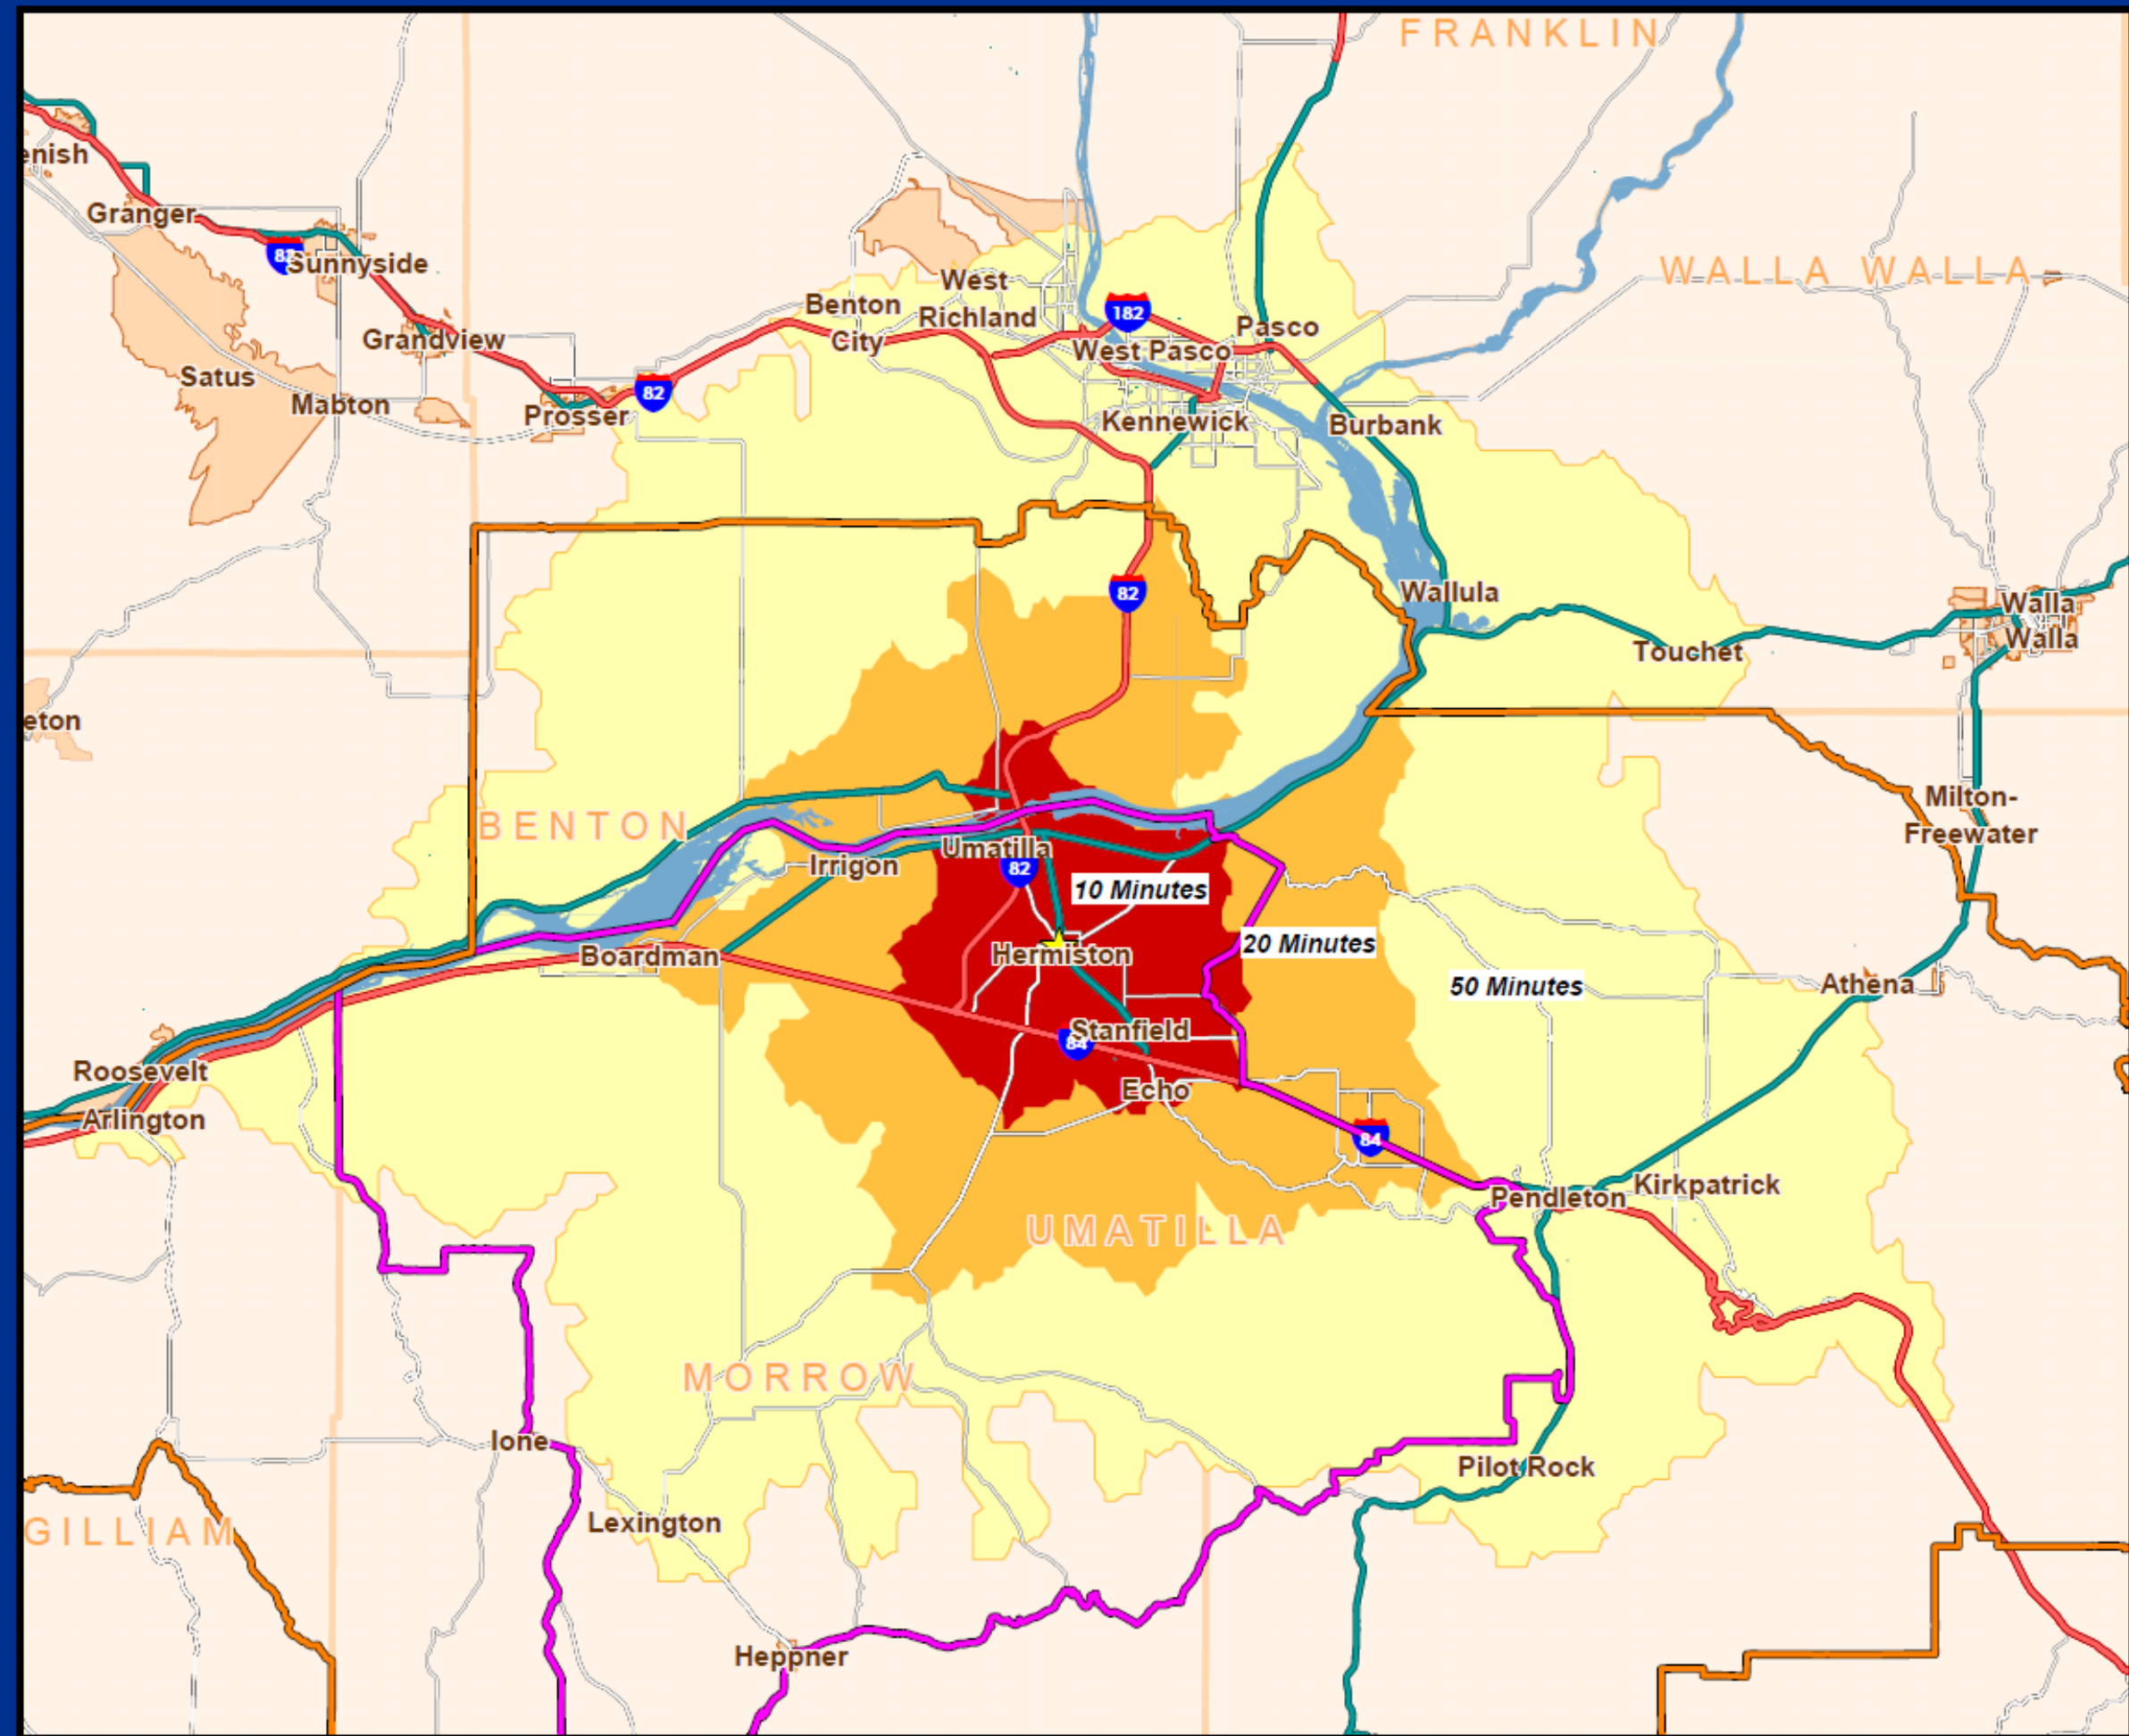 FRANKLIN
enish
Granger
82
Sunnyside
WALLA WALLA
West
Richland
Benton
City
182
Pasco
West Pasco
Grandview
Satus
Mabton
82
Prosser
Kennewick
Burbank
82
Wallula
Walla
Walla
Touchet
eton
Milton-
Freewater
BENTON
Umatilla
Irrigon
82
10 Minutes
20 Minutes
Hermiston
Boardman
50 Minutes
Athena
Stanfield
84
Roosevelt
Echo
Arlington
84
Kirkpatrick
Pendleton
UMATILLA
MORROW
Ione
Pilot Rock
Lexington
GILLIAM
Heppner